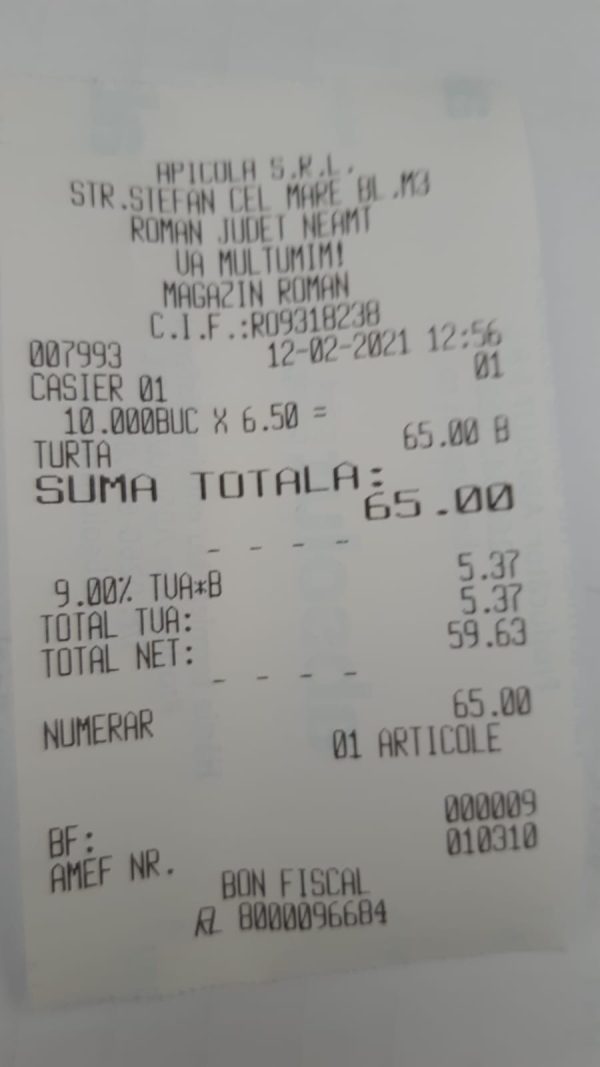 APICOLA S.R.L.
STR.STEFAN CEL MARE BL.M3
ROMAN JUDET NEAMT
VA MULTUMIM!
MAGAZIN ROMAN
C.I.F.:RO9318238
007993 12-02-2021 12:56
CASIER 01 01
10.000BUC X 6.50 =
TURTA 65.00 B
SUMA TOTALA:
65.00
- - - -
9.00% TVA*B 5.37
TOTAL TVA: 5.37
TOTAL NET: 59.63
- - - -
NUMERAR 65.00
01 ARTICOLE
BF: 000009
AMEF NR. 010310
BON FISCAL
8000096684